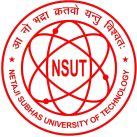 आ नो भद्राः क्रतवो यन्तु विश्वतः
NSUT
NETAJI SUBHAS UNIVERSITY OF TECHNOLOGY